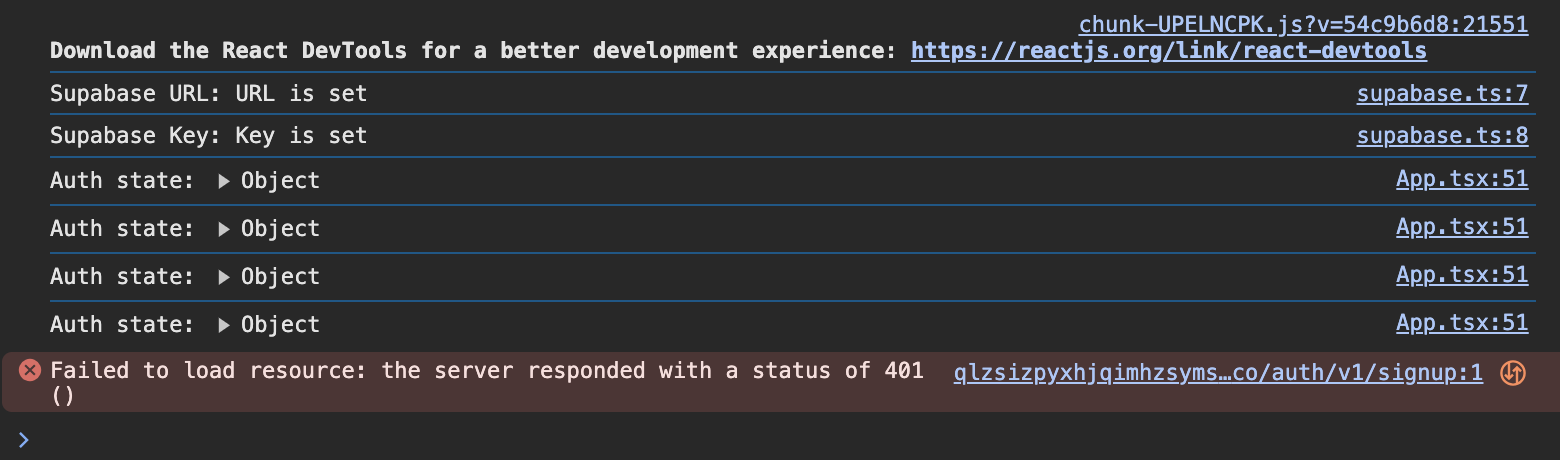 chunk-UPELNCPK.js?v=54c9b6d8:21551
Download the React DevTools for a better development experience: https://reactjs.org/link/react-devtools
Supabase URL: URL is set supabase.ts:7
Supabase Key: Key is set supabase.ts:8
Auth state: ▶ Object App.tsx:51
Auth state: ▶ Object App.tsx:51
Auth state: ▶ Object App.tsx:51
Auth state: ▶ Object App.tsx:51
Failed to load resource: the server responded with a status of 401 qlzsizpyxhjqimhzsyms…co/auth/v1/signup:1
()